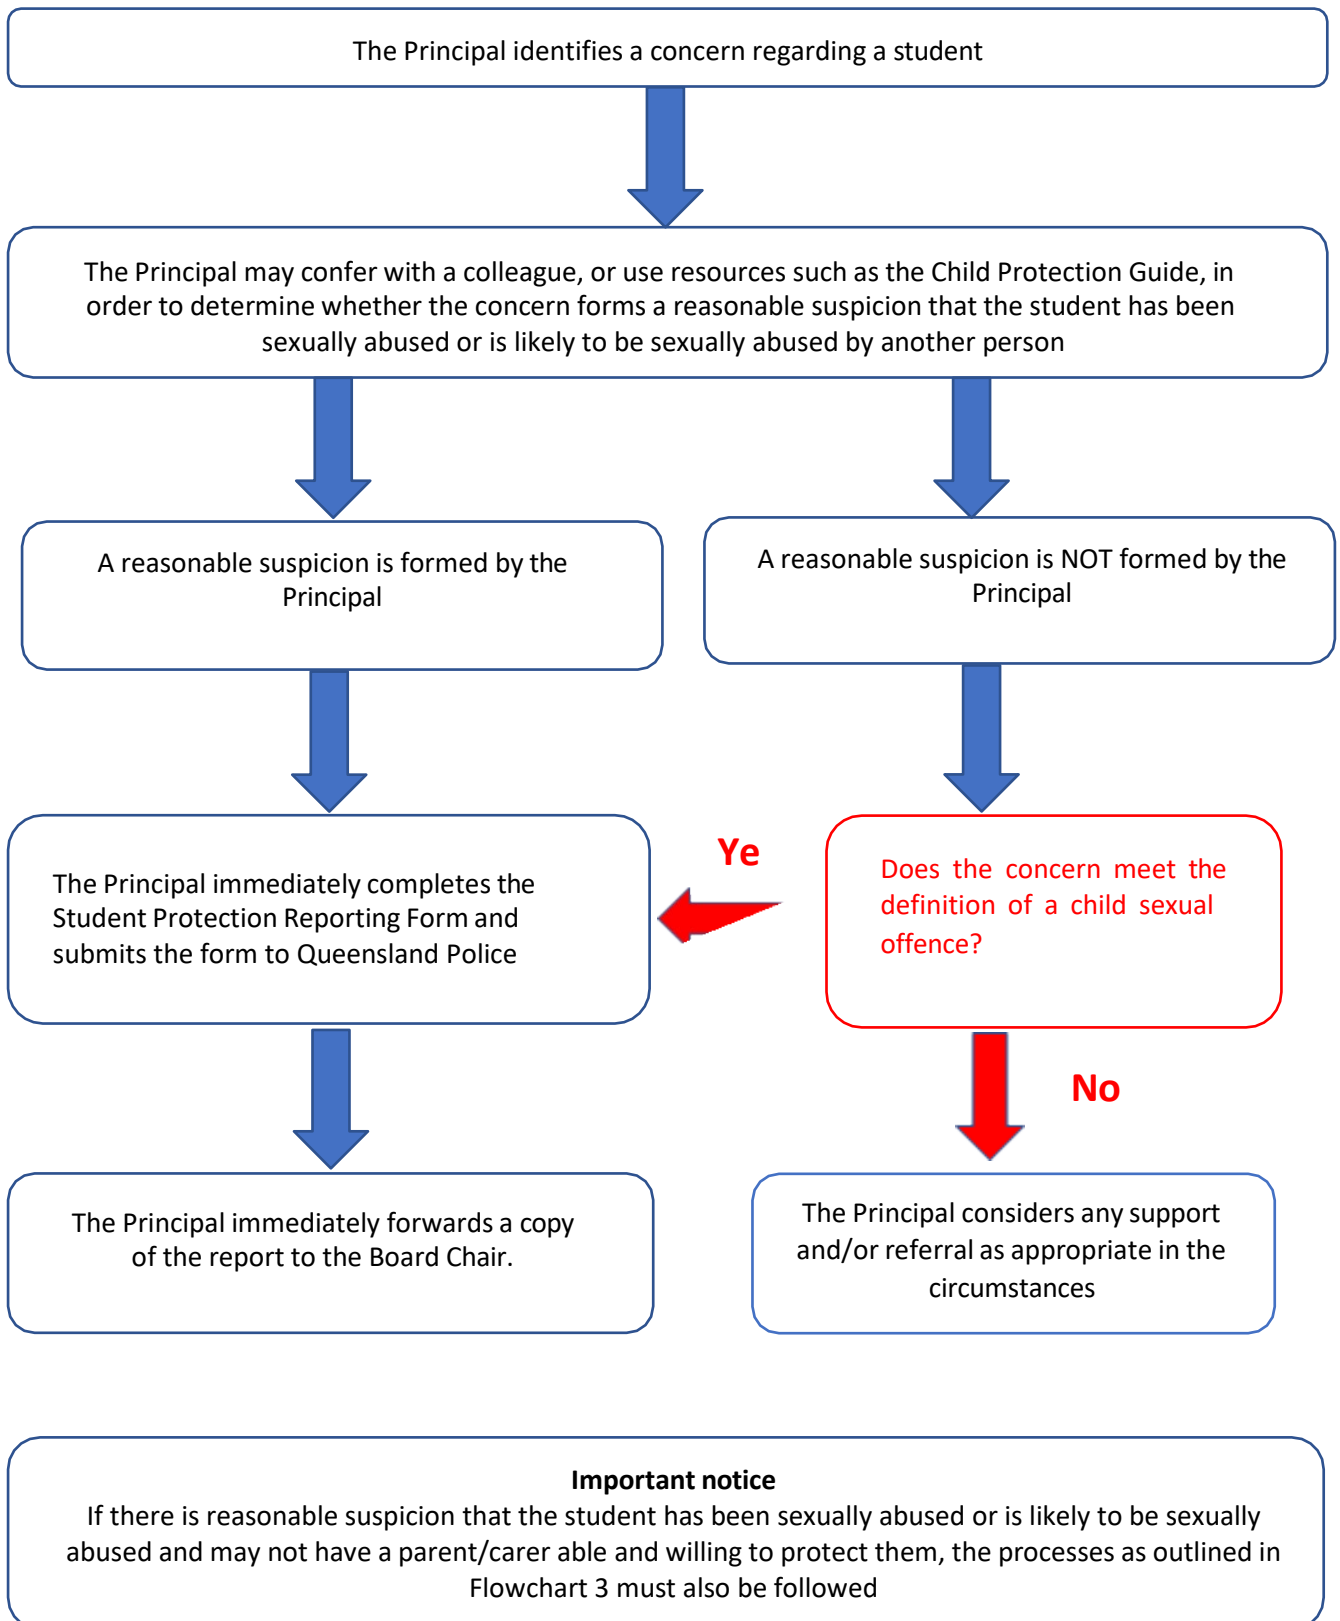 The Principal identifies a concern regarding a student
The Principal may confer with a colleague, or use resources such as the Child Protection Guide, in
order to determine whether the concern forms a reasonable suspicion that the student has been
sexually abused or is likely to be sexually abused by another person
A reasonable suspicion is formed by the
Principal
A reasonable suspicion is NOT formed by the
Principal
The Principal immediately completes the
Student Protection Reporting Form and
submits the form to Queensland Police
Ye
Does the concern meet the
definition of a child sexual
offence?
No
The Principal immediately forwards a copy
of the report to the Board Chair.
The Principal considers any support
and/or referral as appropriate in the
circumstances
Important notice
If there is reasonable suspicion that the student has been sexually abused or is likely to be sexually
abused and may not have a parent/carer able and willing to protect them, the processes as outlined in
Flowchart 3 must also be followed